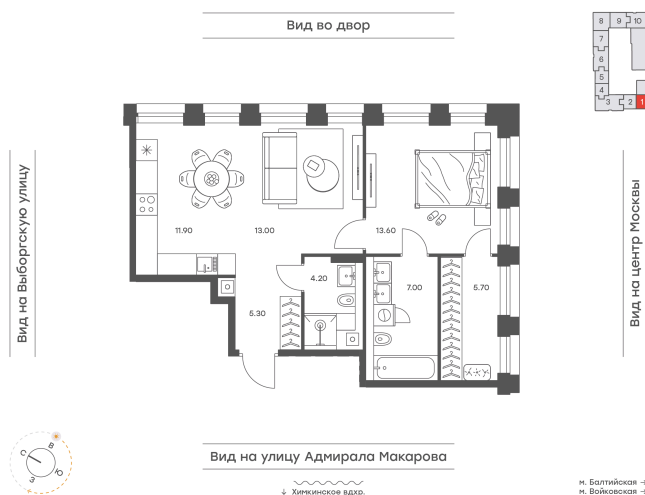 Вид во двор
8 9 10
7
6
5
4
3 2 1
Вид на Выборгскую улицу
Вид на центр Москвы
11.90
13.00
13.60
4.20
7.00
5.70
5.30
Вид на улицу Адмирала Макарова
↓ Химкинское вдхр.
С
В
Ю
З
м. Балтийская →
м. Войковская →